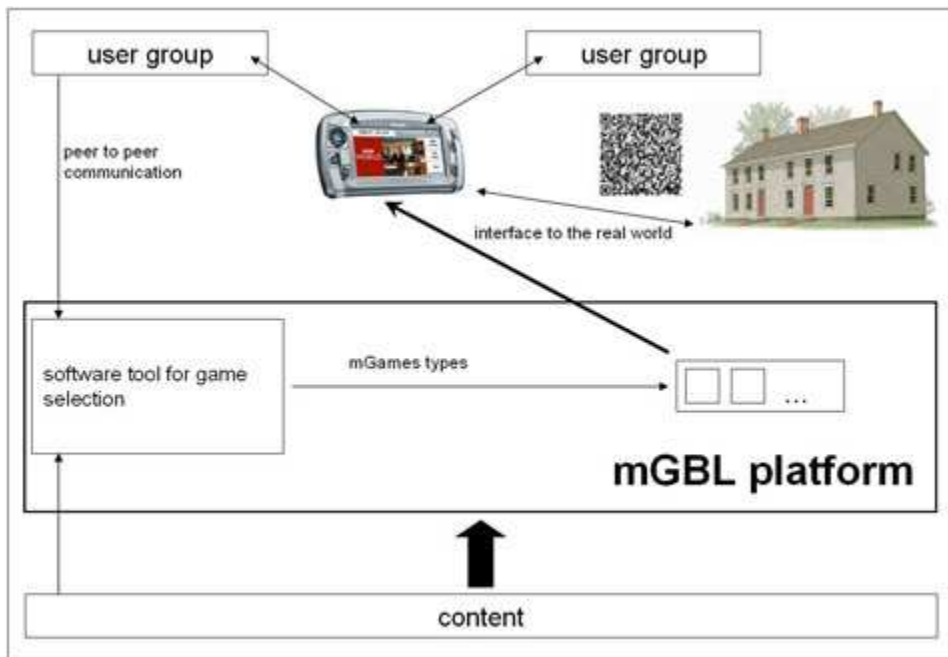 user group
user group
peer to peer
communication
interface to the real world
software tool for game
selection
mGames types
...
mGBL platform
content